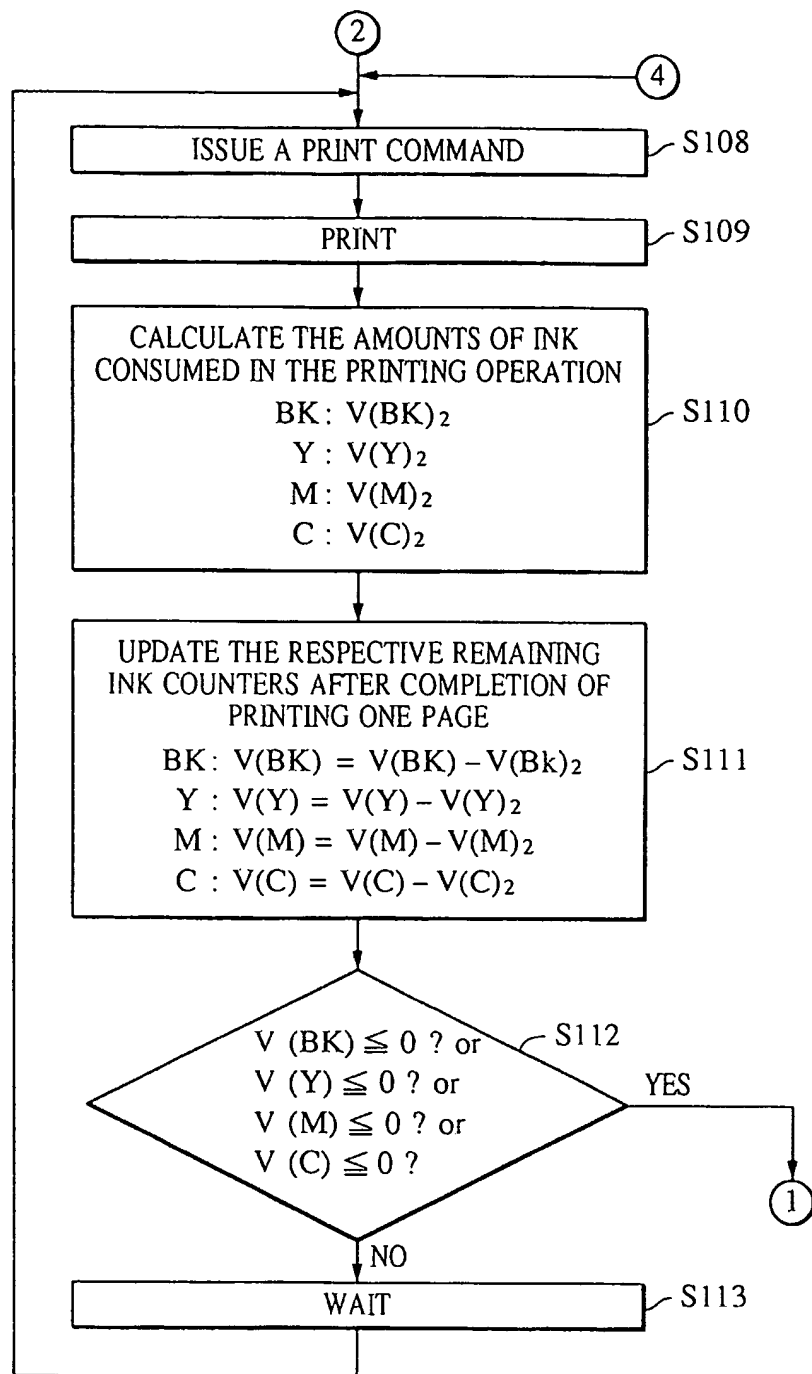 2
4
ISSUE A PRINT COMMAND
S108
PRINT
S109
CALCULATE THE AMOUNTS OF INK
CONSUMED IN THE PRINTING OPERATION
BK : V(BK)₂
Y : V(Y)₂
M : V(M)₂
C : V(C)₂
S110
UPDATE THE RESPECTIVE REMAINING
INK COUNTERS AFTER COMPLETION OF
PRINTING ONE PAGE
BK : V(BK) = V(BK) – V(Bk)₂
Y : V(Y) = V(Y) – V(Y)₂
M : V(M) = V(M) – V(M)₂
C : V(C) = V(C) – V(C)₂
S111
V (BK) ≦ 0 ? or
V (Y) ≦ 0 ? or
V (M) ≦ 0 ? or
V (C) ≦ 0 ?
S112
YES
1
NO
WAIT
S113